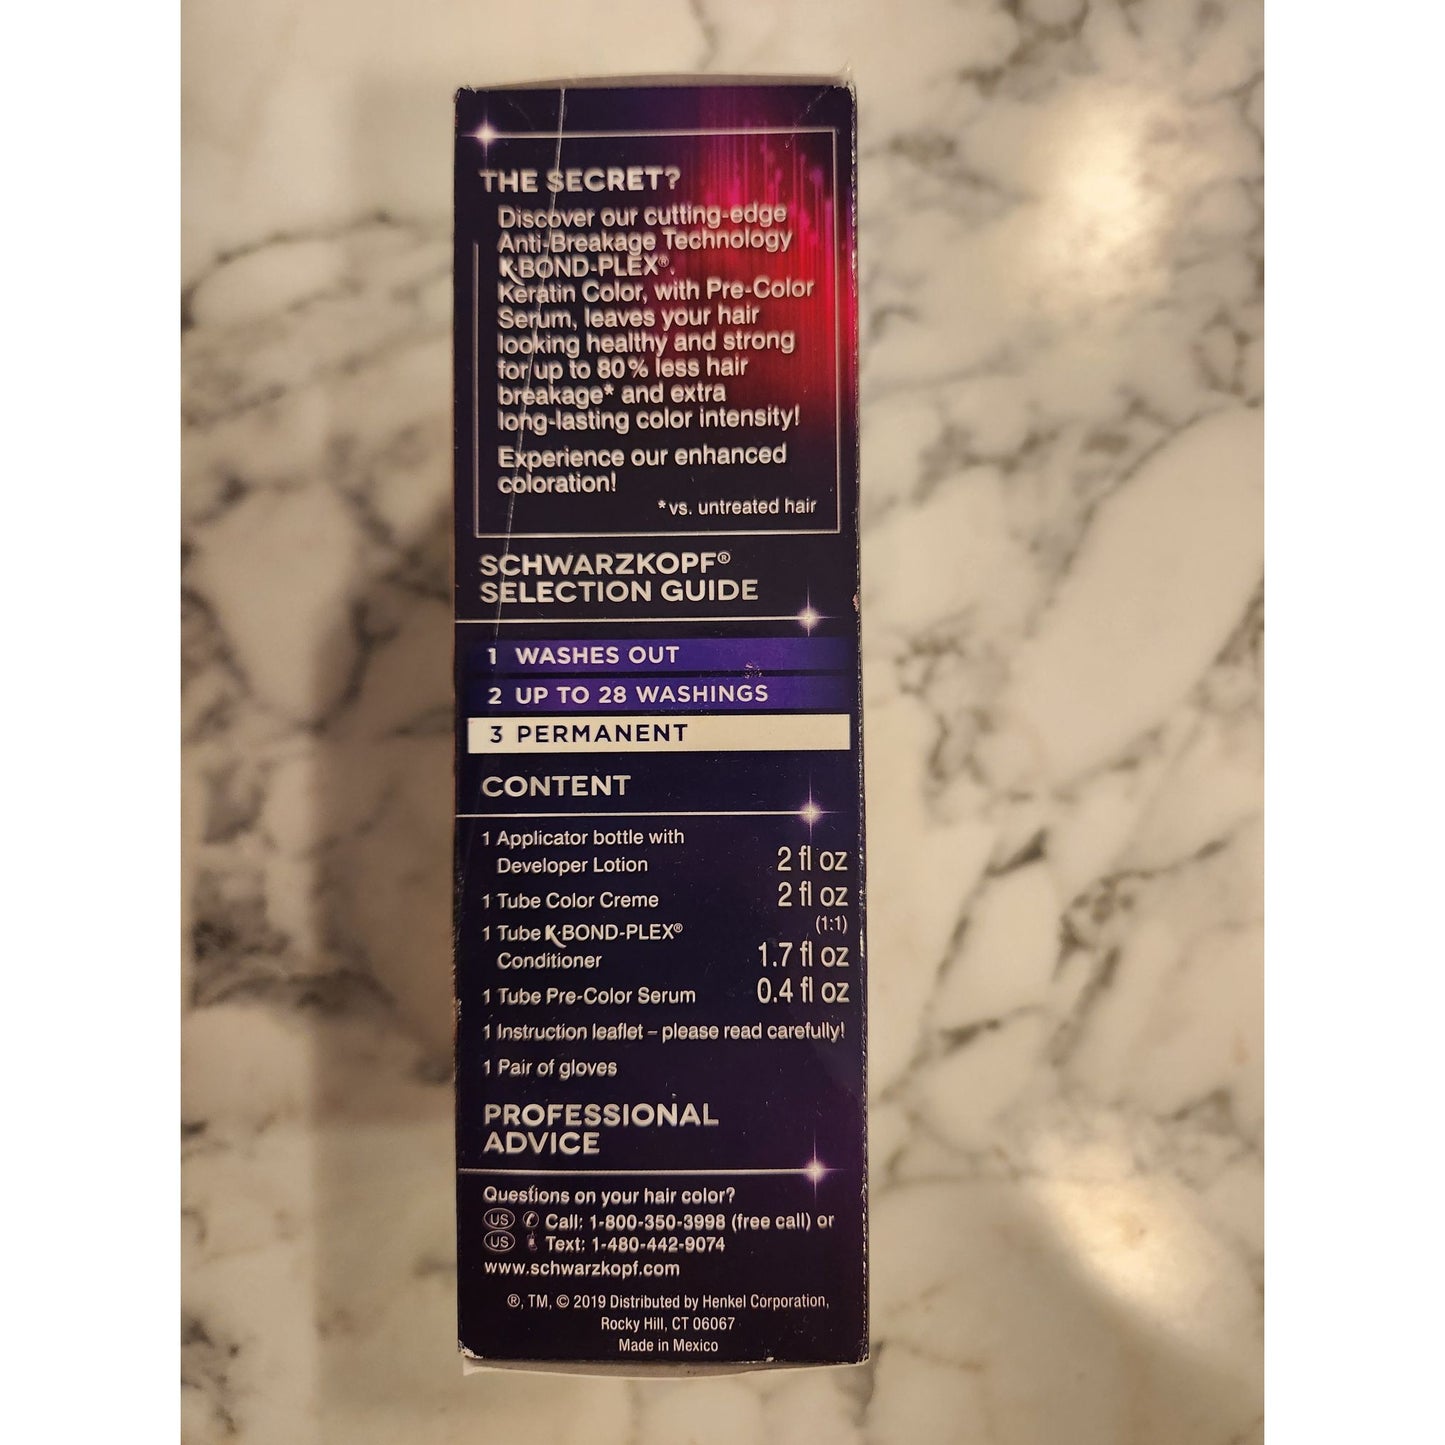 THE SECRET?
Discover our cutting-edge
Anti-Breakage Technology
K·BOND-PLEX®.
Keratin Color, with Pre-Color
Serum, leaves your hair
looking healthy and strong
for up to 80% less hair
breakage* and extra
long-lasting color intensity!
Experience our enhanced
coloration!
*vs. untreated hair
SCHWARZKOPF®
SELECTION GUIDE
1 WASHES OUT
2 UP TO 28 WASHINGS
3 PERMANENT
CONTENT
1 Applicator bottle with
Developer Lotion 2 fl oz
1 Tube Color Creme 2 fl oz
(1:1)
1 Tube K·BOND-PLEX®
Conditioner 1.7 fl oz
1 Tube Pre-Color Serum 0.4 fl oz
1 Instruction leaflet – please read carefully!
1 Pair of gloves
PROFESSIONAL
ADVICE
Questions on your hair color?
US Call: 1-800-350-3998 (free call) or
US Text: 1-480-442-9074
www.schwarzkopf.com
®, TM, © 2019 Distributed by Henkel Corporation,
Rocky Hill, CT 06067
Made in Mexico